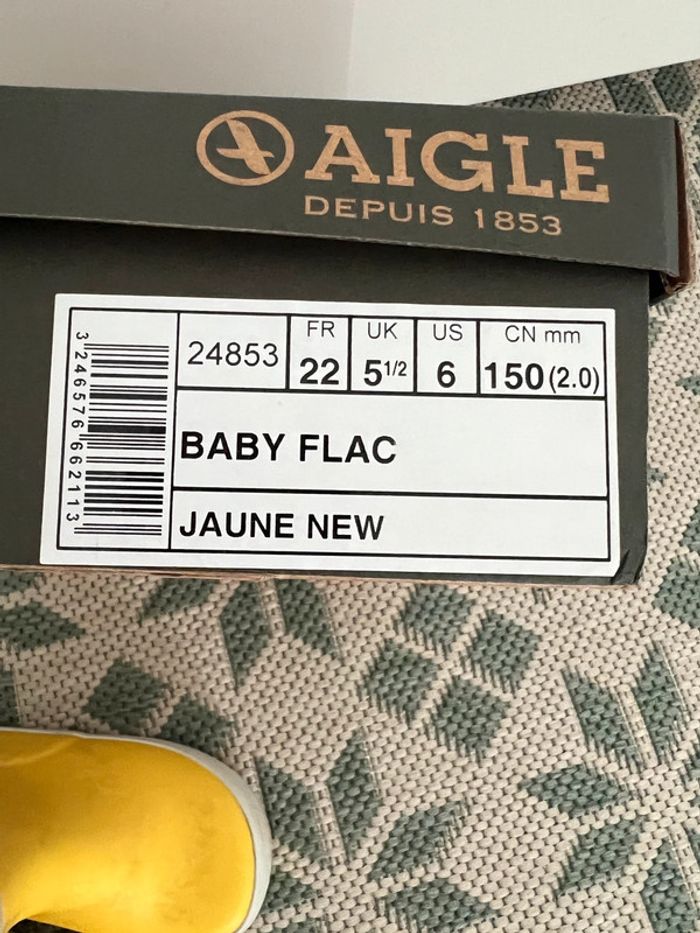 AIGLE
DEPUIS 1853
24853
FR UK US CN mm
22 5 1/2 6 150 (2.0)
BABY FLAC
JAUNE NEW
3 246576 662113